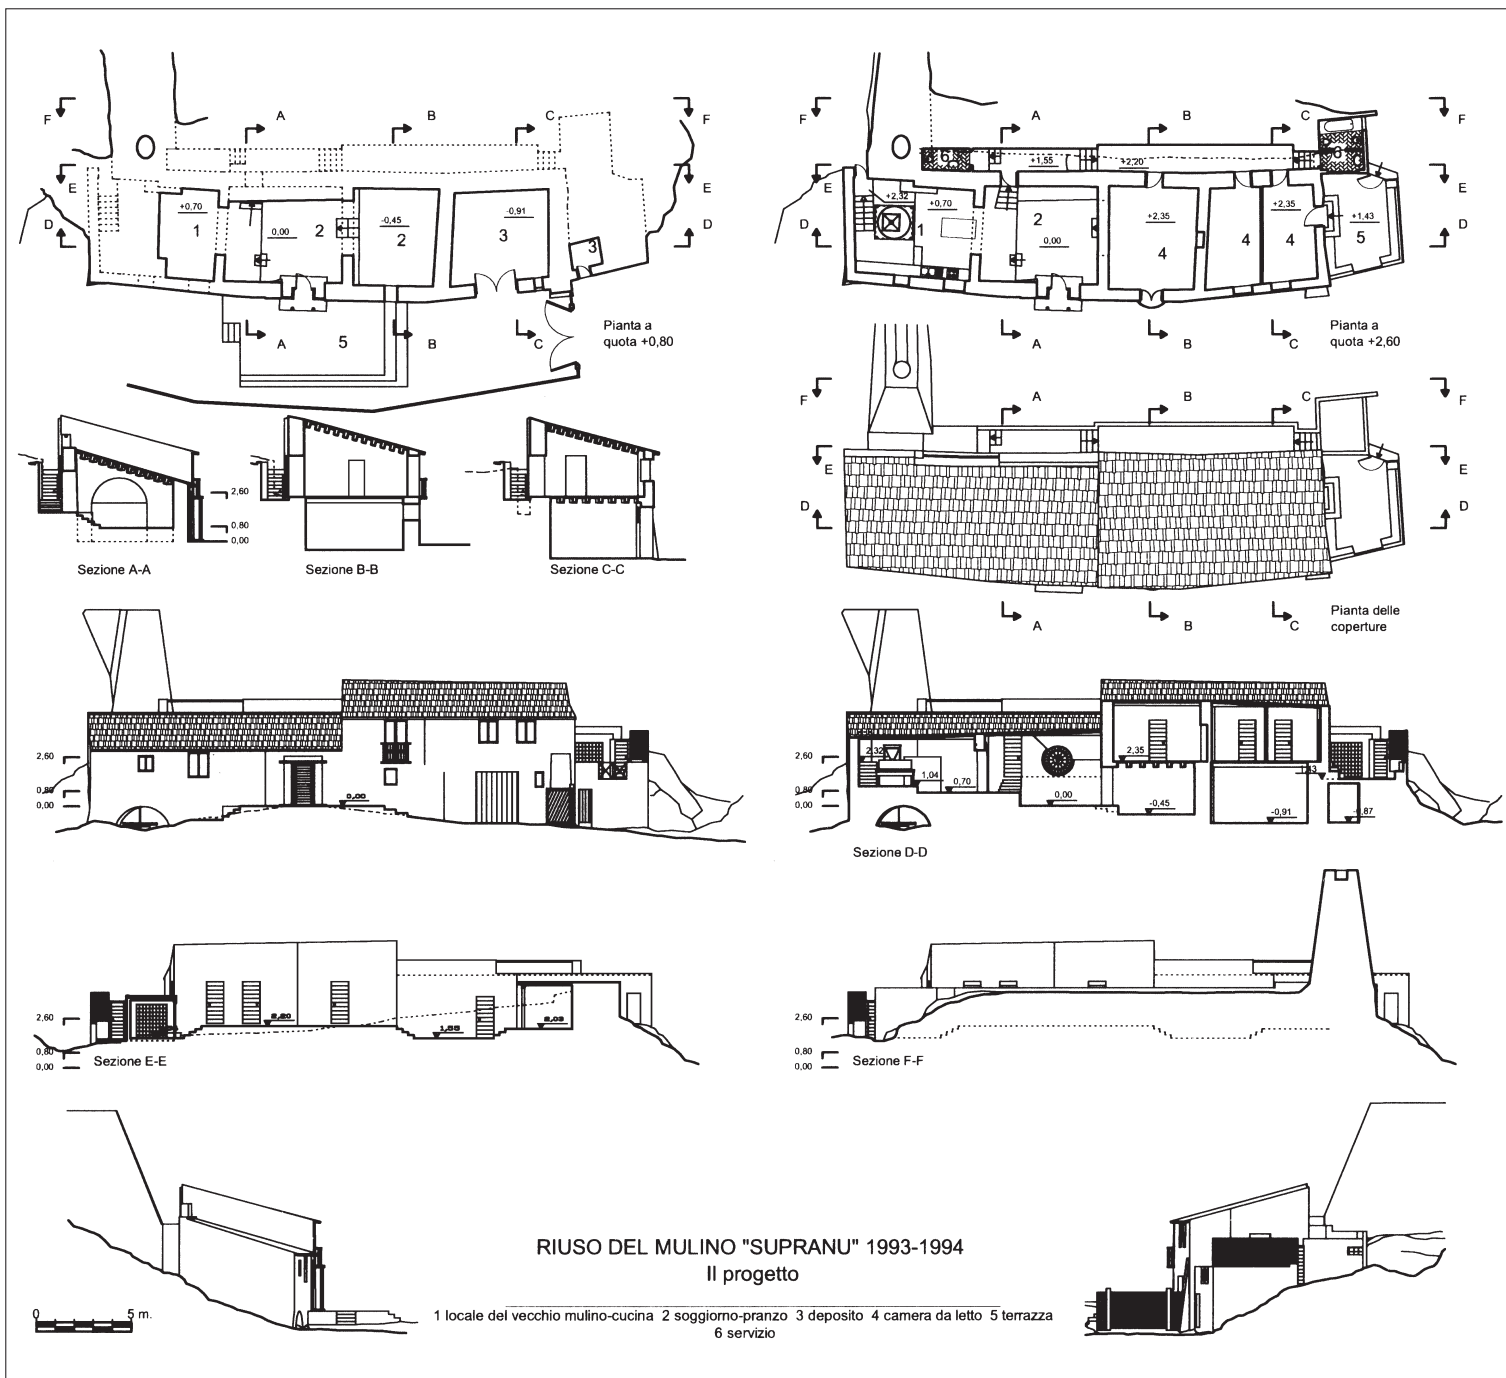 F
F
A
B
C
E
E
D
D
+0,70
1
0,00
2
-0,45
2
-0,91
3
3
5
A
B
C
Pianta a
quota +0,80
F
F
A
B
C
E
E
D
D
6
+1,55
+2,20
6
+2,32
+0,70
1
2
0,00
+2,35
4
4
+2,35
4
+1,43
5
A
B
C
Pianta a
quota +2,60
F
F
A
B
C
E
E
D
D
A
B
C
Pianta delle
coperture
2,60
0,80
0,00
Sezione A-A
Sezione B-B
Sezione C-C
2,60
0,80
0,00
0,00
2,60
0,80
0,00
2,32
1,04
0,70
0,00
2,35
-0,45
-0,91
Sezione D-D
2,60
0,80
0,00
2,20
1,55
2,03
Sezione E-E
2,60
0,80
0,00
Sezione F-F
RIUSO DEL MULINO "SUPRANU" 1993-1994
II progetto
0 5 m.
1 locale del vecchio mulino-cucina 2 soggiorno-pranzo 3 deposito 4 camera da letto 5 terrazza
6 servizio